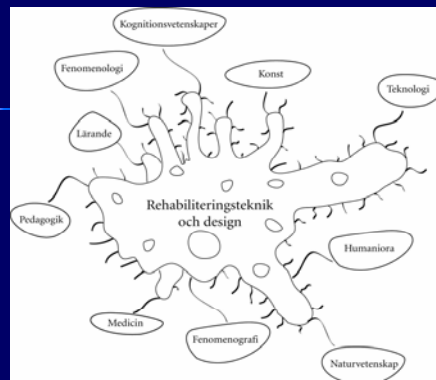 Kognitionsvetenskaper
Fenomenologi
Konst
Teknologi
Lärande
Rehabiliteringsteknik
och design
Pedagogik
Humaniora
Medicin
Fenomenografi
Naturvetenskap